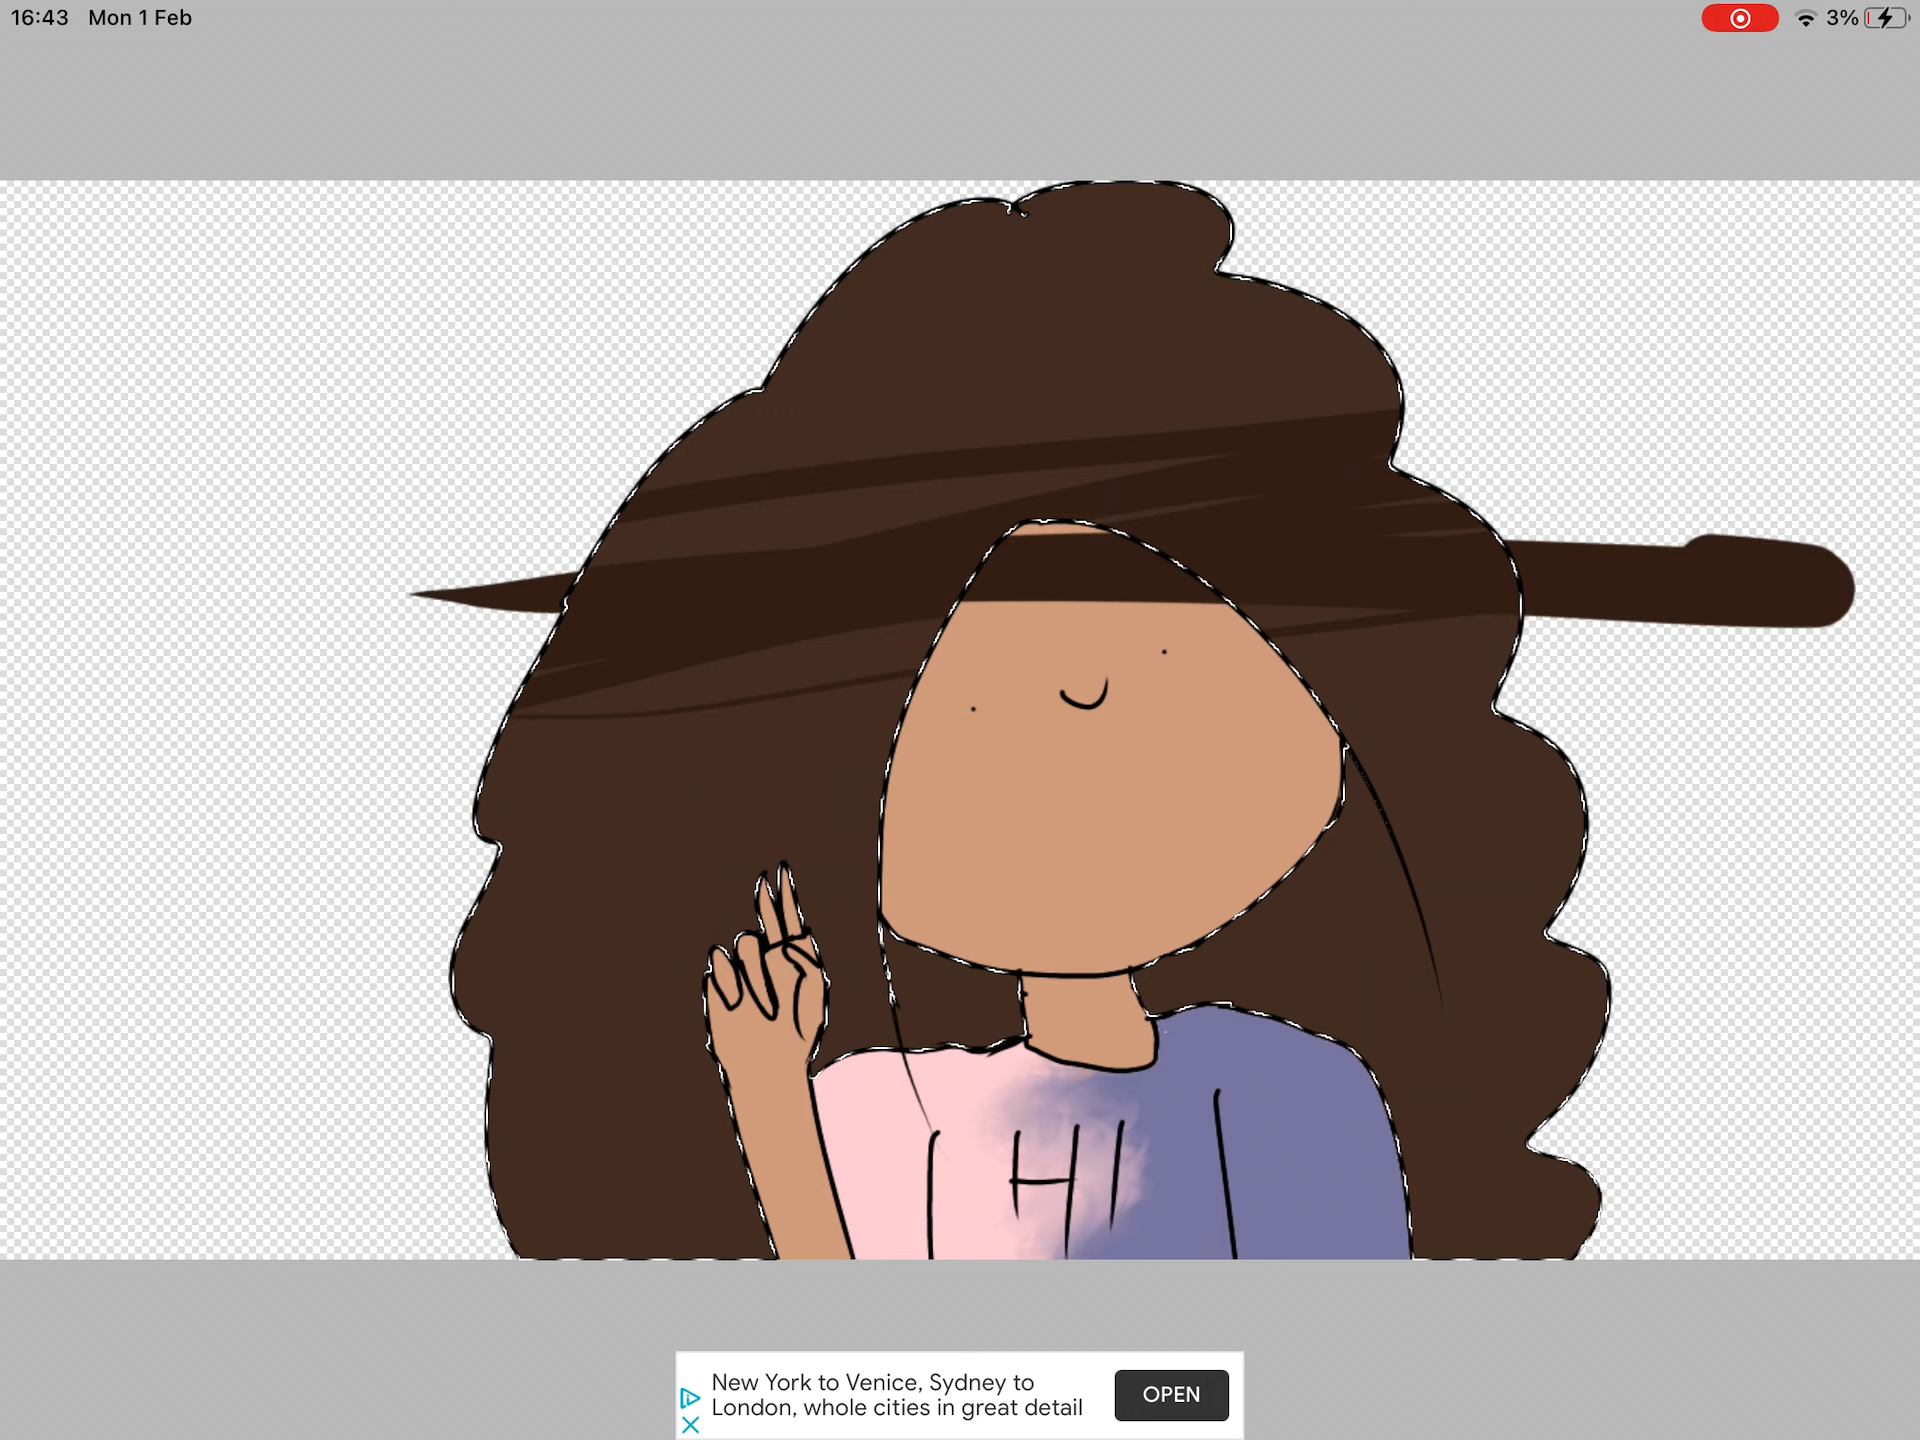 16:43 Mon 1 Feb
3%
HI
New York to Venice, Sydney to
London, whole cities in great detail
OPEN